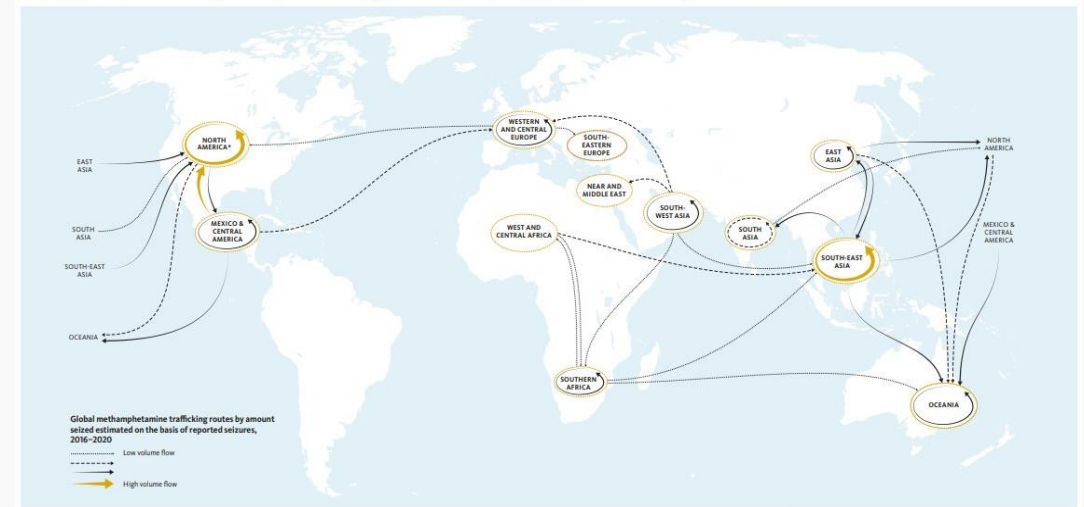 NORTH
AMERICA*
EAST
ASIA
SOUTH
ASIA
SOUTH-EAST
ASIA
OCEANIA
MEXICO &
CENTRAL
AMERICA
WESTERN
AND CENTRAL
EUROPE
SOUTH-
EASTERN
EUROPE
NEAR AND
MIDDLE EAST
SOUTH-
WEST ASIA
WEST AND
CENTRAL AFRICA
SOUTHERN
AFRICA
SOUTH
ASIA
EAST
ASIA
SOUTH-EAST
ASIA
NORTH
AMERICA
MEXICO &
CENTRAL
AMERICA
OCEANIA
Global methamphetamine trafficking routes by amount
seized estimated on the basis of reported seizures,
2016–2020
Low volume flow
High volume flow